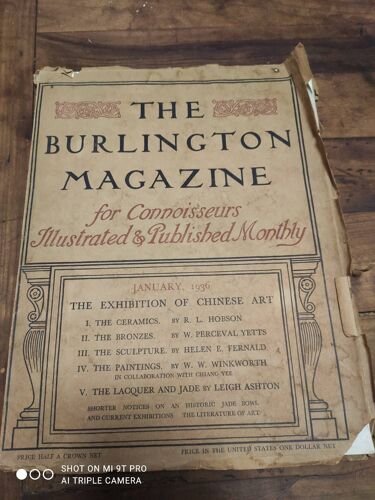 THE
BURLINGTON
MAGAZINE
for Connoisseurs
Illustrated & Published Monthly
JANUARY, 1936
THE EXHIBITION OF CHINESE ART
I. THE CERAMICS. BY R. L. HOBSON
II. THE BRONZES. BY W. PERCEVAL YETTS
III. THE SCULPTURE. BY HELEN E. FERNALD
IV. THE PAINTINGS. BY W. W. WINKWORTH
IN COLLABORATION WITH CHIANG YEE
V. THE LACQUER AND JADE BY LEIGH ASHTON
SHORTER NOTICES ON AN HISTORIC JADE BOWL
AND CURRENT EXHIBITIONS THE LITERATURE OF ART
PRICE HALF A CROWN NET
PRICE IN THE UNITED STATES ONE DOLLAR NET
SHOT ON MI 9T PRO
AI TRIPLE CAMERA